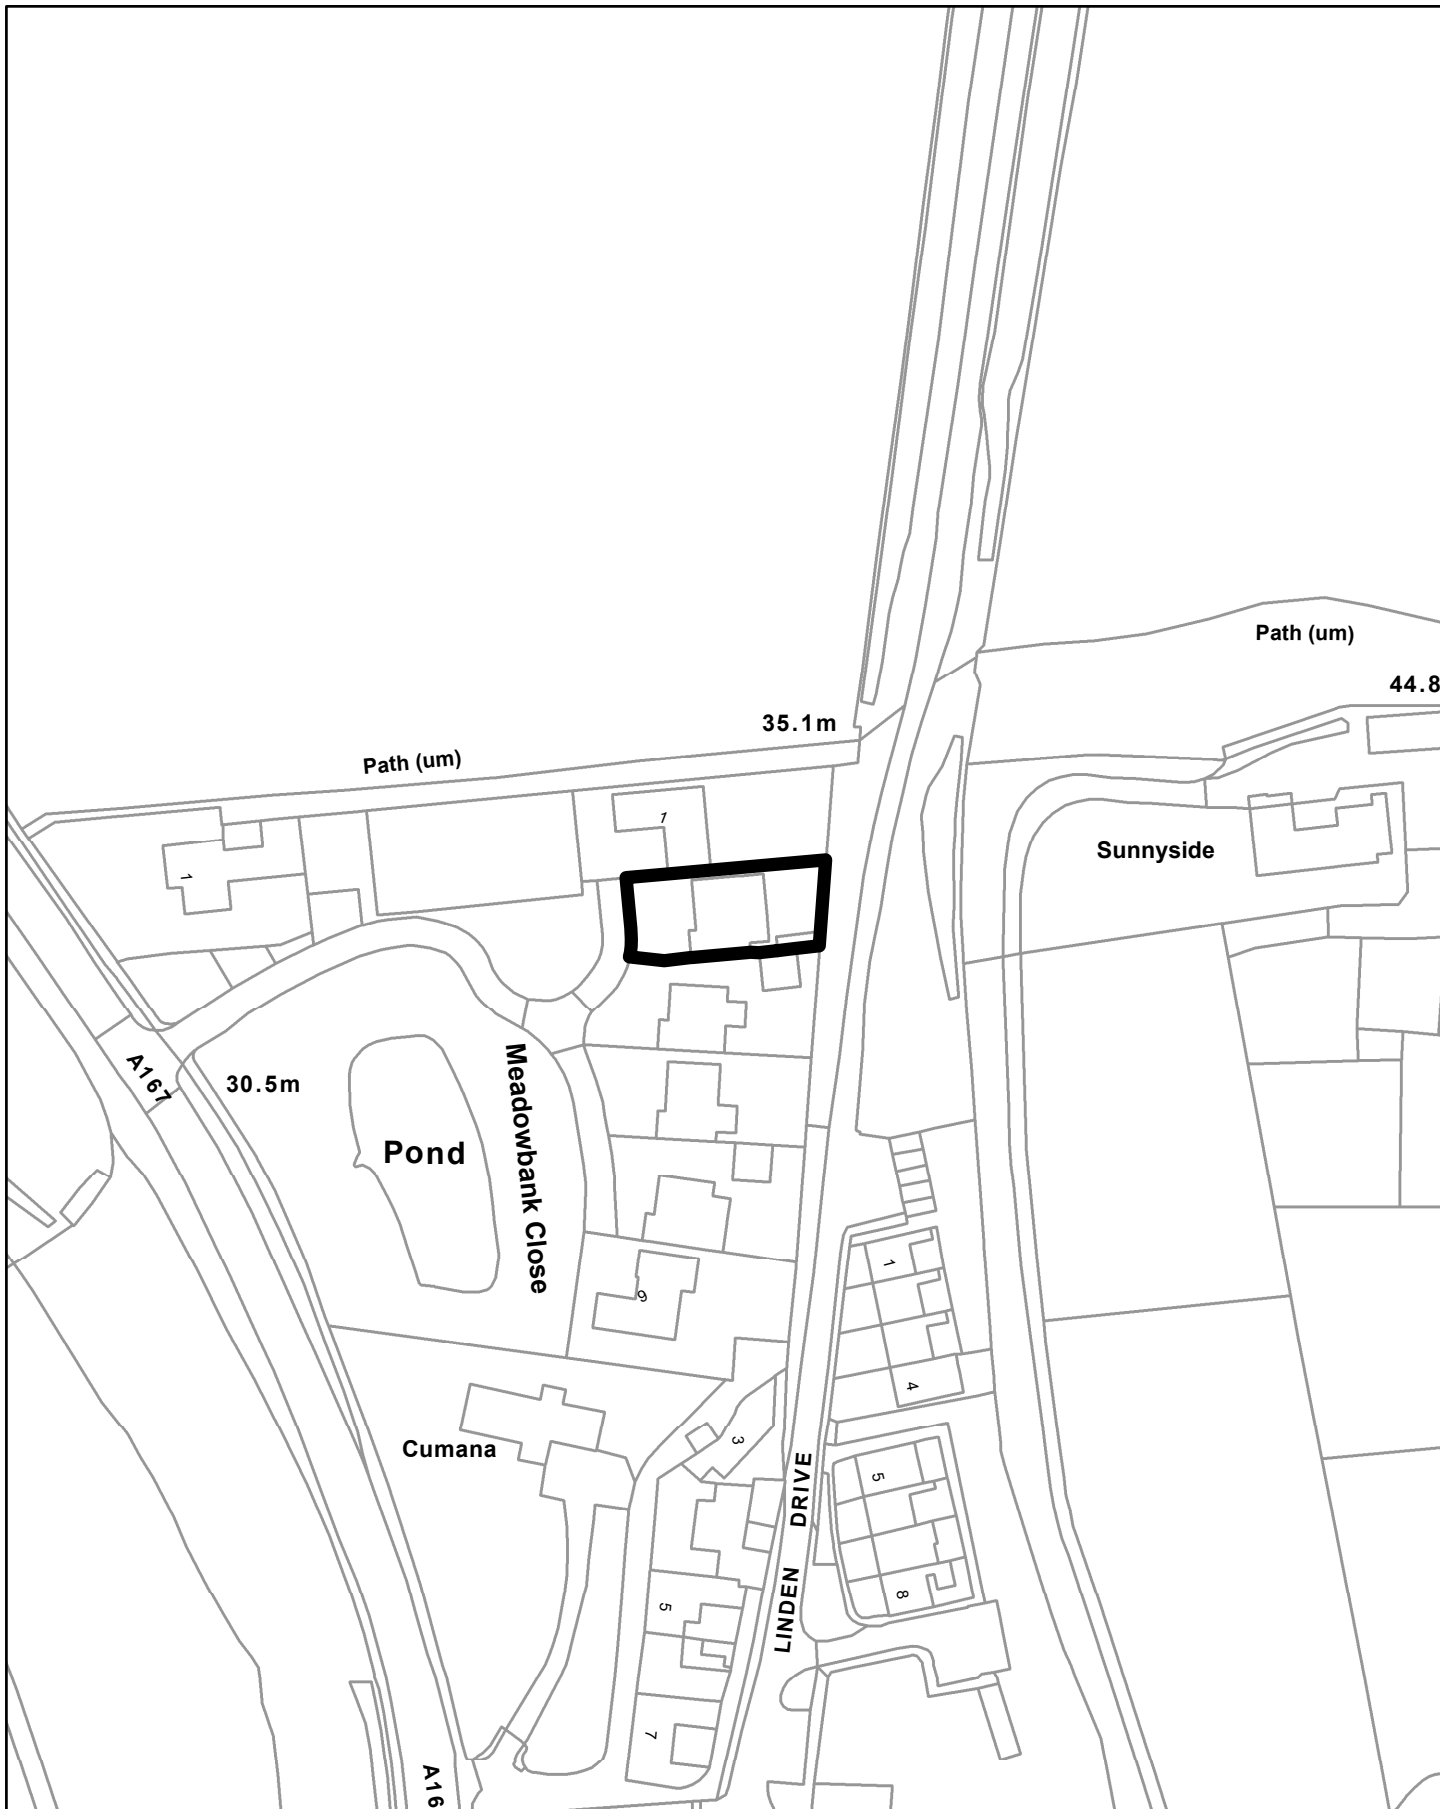 Path (um)
44.8
35.1m
Path (um)
1
Sunnyside
1
A167
30.5m
Meadowbank Close
Pond
1
9
4
3
Cumana
5
LINDEN DRIVE
8
5
7
A16